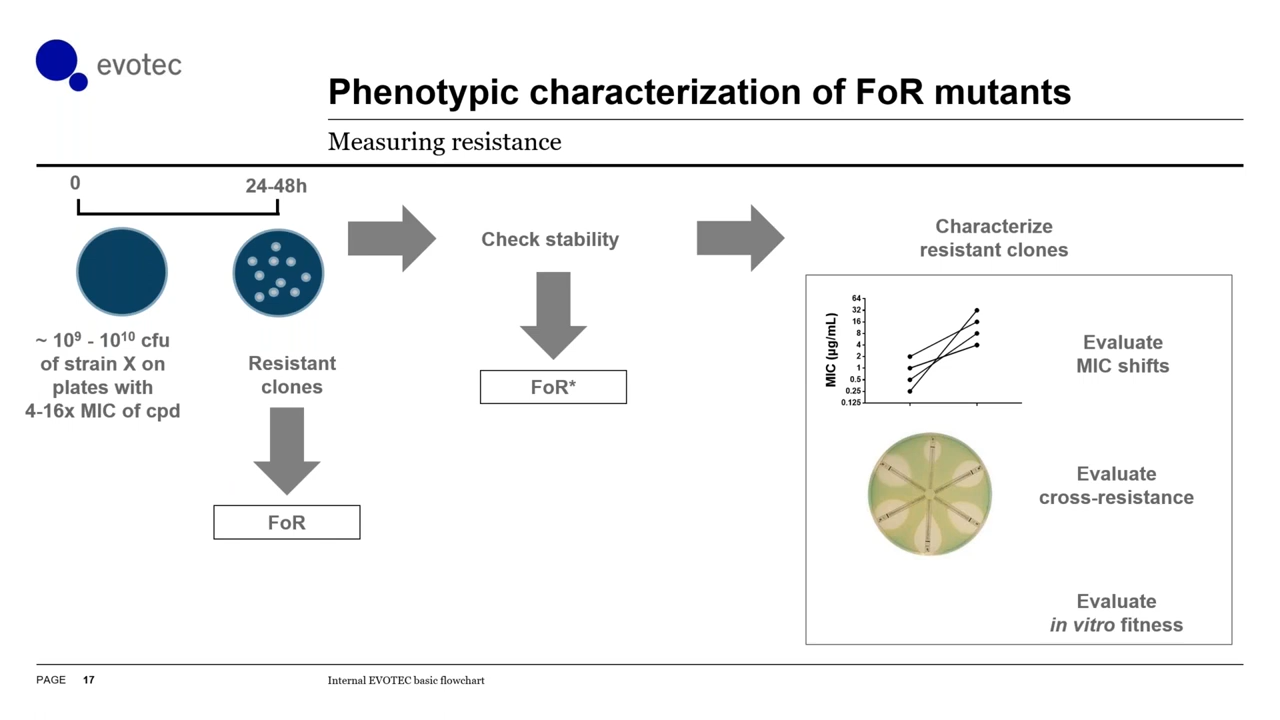 evotec
Phenotypic characterization of FoR mutants
Measuring resistance
0
24-48h
~ 10⁹ - 10¹⁰ cfu
of strain X on
plates with
4-16x MIC of cpd
Resistant
clones
FoR
Check stability
FoR*
Characterize
resistant clones
MIC (µg/mL)
64
32
16
8
4
2
1
0.5
0.25
0.125
Evaluate
MIC shifts
Evaluate
cross-resistance
Evaluate
in vitro fitness
PAGE 17
Internal EVOTEC basic flowchart